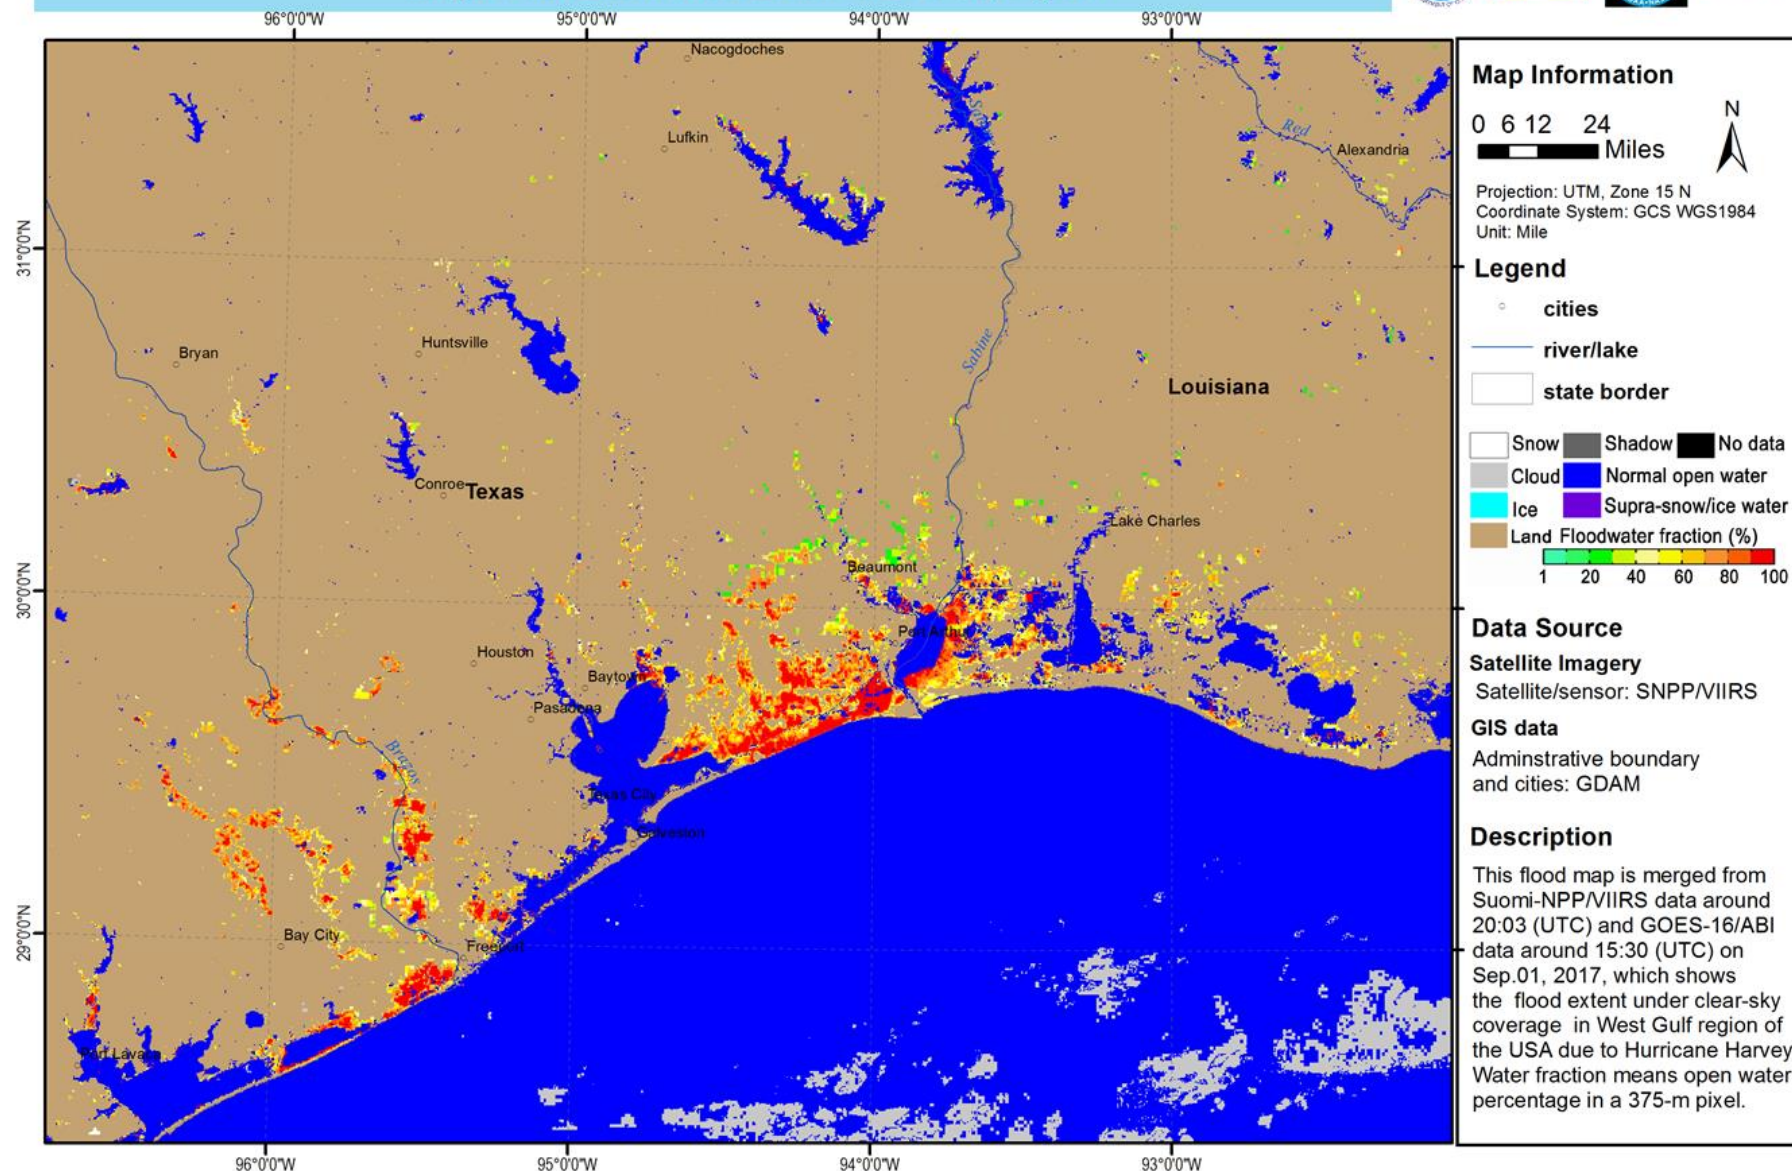 96°0'0"W 95°0'0"W 94°0'0"W 93°0'0"W
31°0'0"N
30°0'0"N
29°0'0"N
Nacogdoches
Lufkin
Red
Alexandria
Bryan
Huntsville
Sabine
Louisiana
Conroe
Texas
Lake Charles
Beaumont
Port Arthur
Houston
Baytown
Pasadena
Brazos
Texas City
Galveston
Bay City
Freeport
Port Lavaca
96°0'0"W 95°0'0"W 94°0'0"W 93°0'0"W
Map Information
N
0 6 12 24
Miles
Projection: UTM, Zone 15 N
Coordinate System: GCS WGS1984
Unit: Mile
Legend
cities
river/lake
state border
Snow Shadow No data
Cloud Normal open water
Ice Supra-snow/ice water
Land Floodwater fraction (%)
1 20 40 60 80 100
Data Source
Satellite Imagery
Satellite/sensor: SNPP/VIIRS
GIS data
Adminstrative boundary
and cities: GDAM
Description
This flood map is merged from
Suomi-NPP/VIIRS data around
20:03 (UTC) and GOES-16/ABI
data around 15:30 (UTC) on
Sep.01, 2017, which shows
the flood extent under clear-sky
coverage in West Gulf region of
the USA due to Hurricane Harvey
Water fraction means open water
percentage in a 375-m pixel.